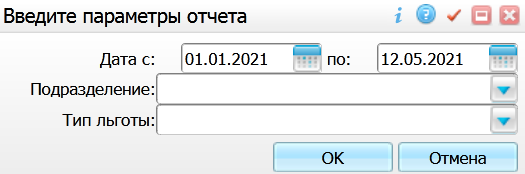 Введите параметры отчета
Дата с: 01.01.2021 по: 12.05.2021
Подразделение:
Тип льготы:
OK Отмена